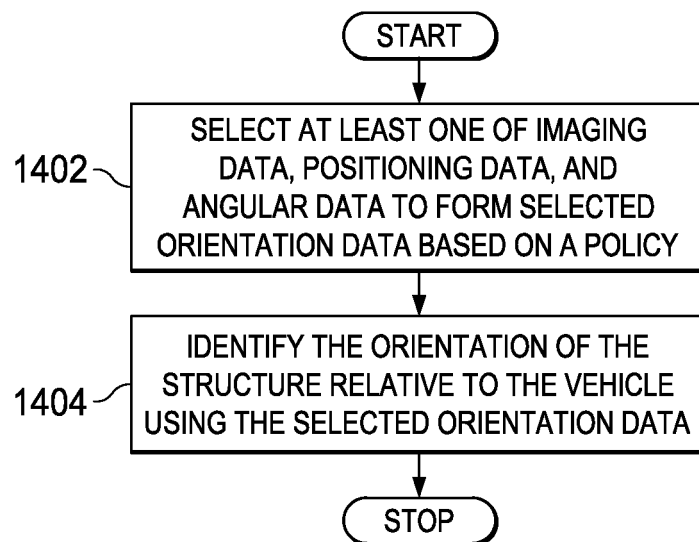 START
1402
SELECT AT LEAST ONE OF IMAGING
DATA, POSITIONING DATA, AND
ANGULAR DATA TO FORM SELECTED
ORIENTATION DATA BASED ON A POLICY
1404
IDENTIFY THE ORIENTATION OF THE
STRUCTURE RELATIVE TO THE VEHICLE
USING THE SELECTED ORIENTATION DATA
STOP